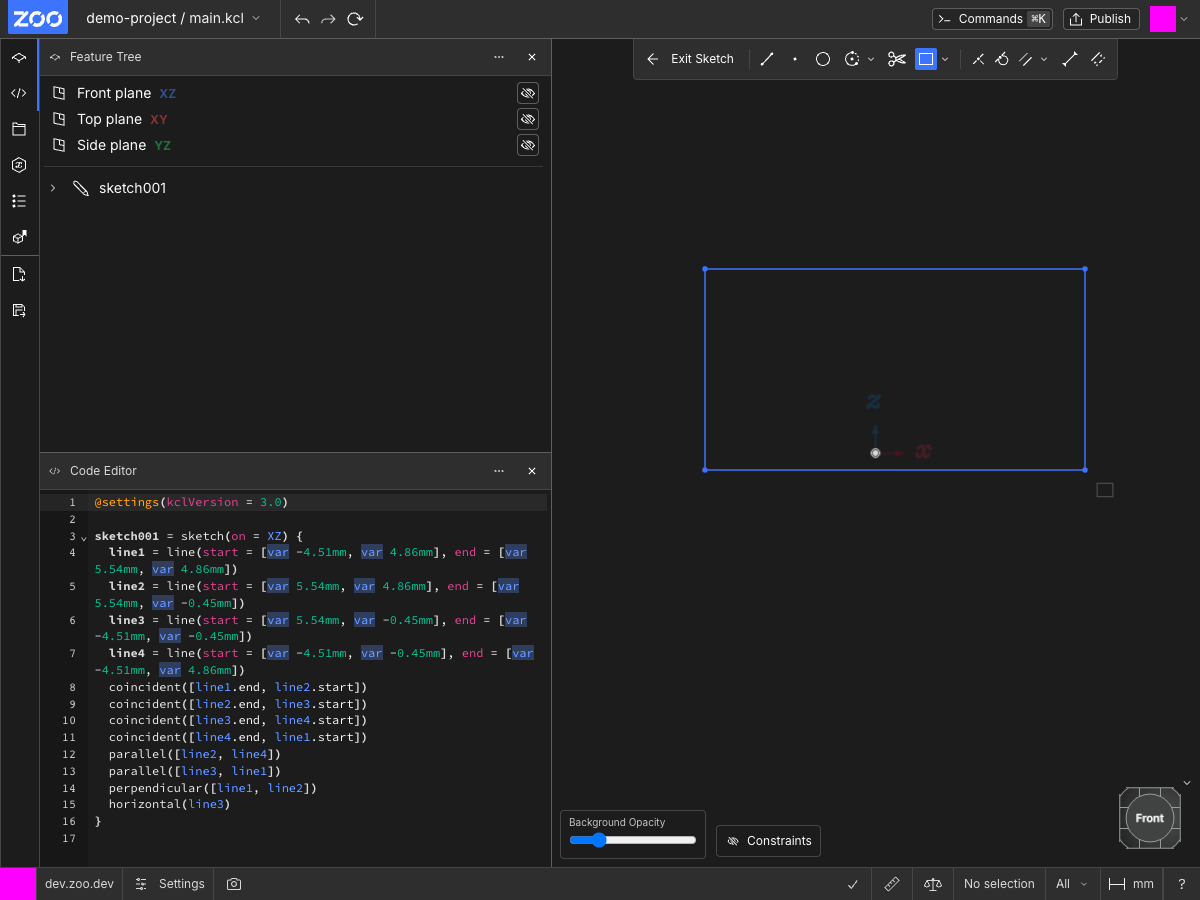 ZOO demo-project / main.kcl Commands ⌘K Publish
Feature Tree
Exit Sketch
Front plane XZ
Top plane XY
Side plane YZ
sketch001
z
x
Code Editor
1 @settings(kclVersion = 3.0)
2
3 sketch001 = sketch(on = XZ) {
4 line1 = line(start = [var -4.51mm, var 4.86mm], end = [var
5.54mm, var 4.86mm])
5 line2 = line(start = [var 5.54mm, var 4.86mm], end = [var
5.54mm, var -0.45mm])
6 line3 = line(start = [var 5.54mm, var -0.45mm], end = [var
-4.51mm, var -0.45mm])
7 line4 = line(start = [var -4.51mm, var -0.45mm], end = [var
-4.51mm, var 4.86mm])
8 coincident([line1.end, line2.start])
9 coincident([line2.end, line3.start])
10 coincident([line3.end, line4.start])
11 coincident([line4.end, line1.start])
12 parallel([line2, line4])
13 parallel([line3, line1])
14 perpendicular([line1, line2])
15 horizontal(line3)
16 }
17
Background Opacity
Constraints
Front
dev.zoo.dev Settings No selection All mm ?